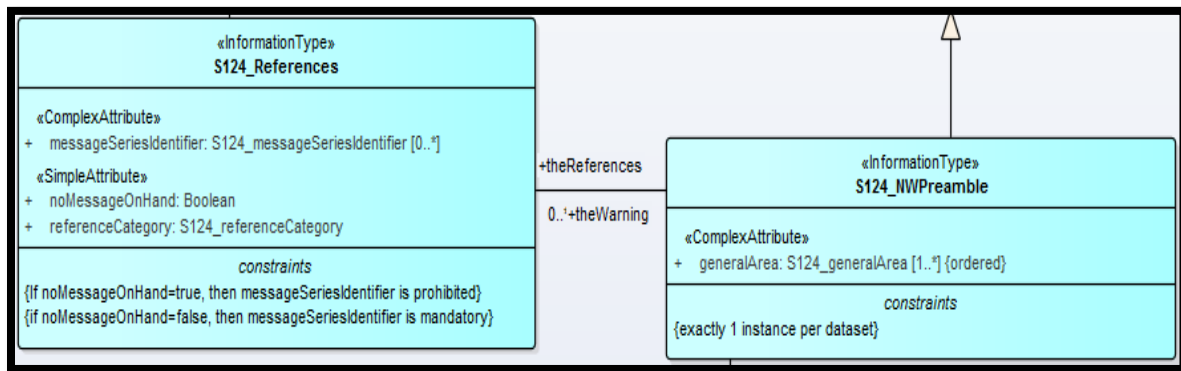 «InformationType»
S124_References
«ComplexAttribute»
+ messageSeriesIdentifier: S124_messageSeriesIdentifier [0..*]
«SimpleAttribute»
+ noMessageOnHand: Boolean
+ referenceCategory: S124_referenceCategory
constraints
{If noMessageOnHand=true, then messageSeriesIdentifier is prohibited}
{if noMessageOnHand=false, then messageSeriesIdentifier is mandatory}
+theReferences
0..*+theWarning
«InformationType»
S124_NWPreamble
«ComplexAttribute»
+ generalArea: S124_generalArea [1..*] {ordered}
constraints
{exactly 1 instance per dataset}